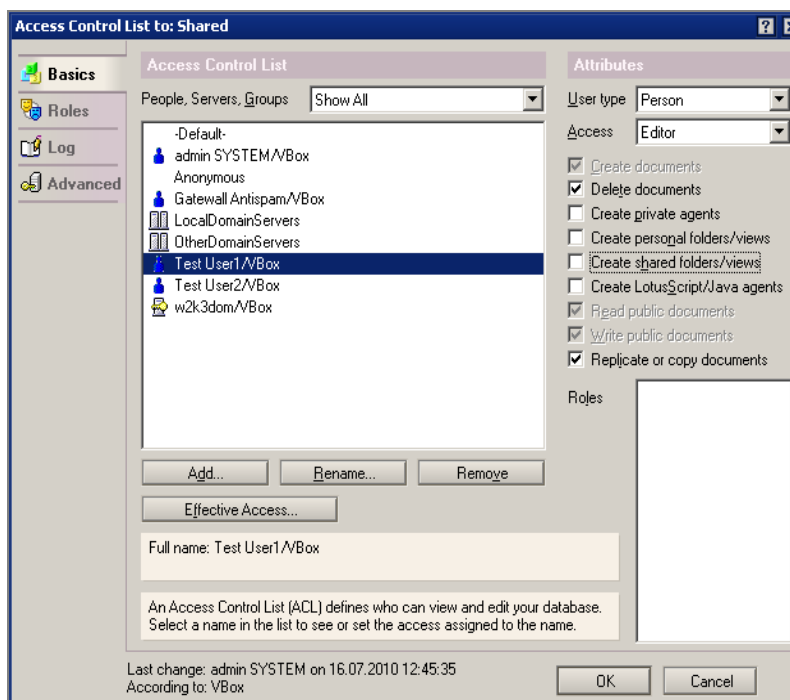 Access Control List to: Shared
Basics
Roles
Log
Advanced
Access Control List
People, Servers, Groups Show All
-Default-
admin SYSTEM/VBox
Anonymous
Gatewall Antispam/VBox
LocalDomainServers
OtherDomainServers
Test User1/VBox
Test User2/VBox
w2k3dom/VBox
Add...
Rename...
Remove
Effective Access...
Full name: Test User1/VBox
An Access Control List (ACL) defines who can view and edit your database.
Select a name in the list to see or set the access assigned to the name.
Attributes
User type Person
Access Editor
Create documents
Delete documents
Create private agents
Create personal folders/views
Create shared folders/views
Create LotusScript/Java agents
Read public documents
Write public documents
Replicate or copy documents
Roles
Last change: admin SYSTEM on 16.07.2010 12:45:35
According to: VBox
OK
Cancel